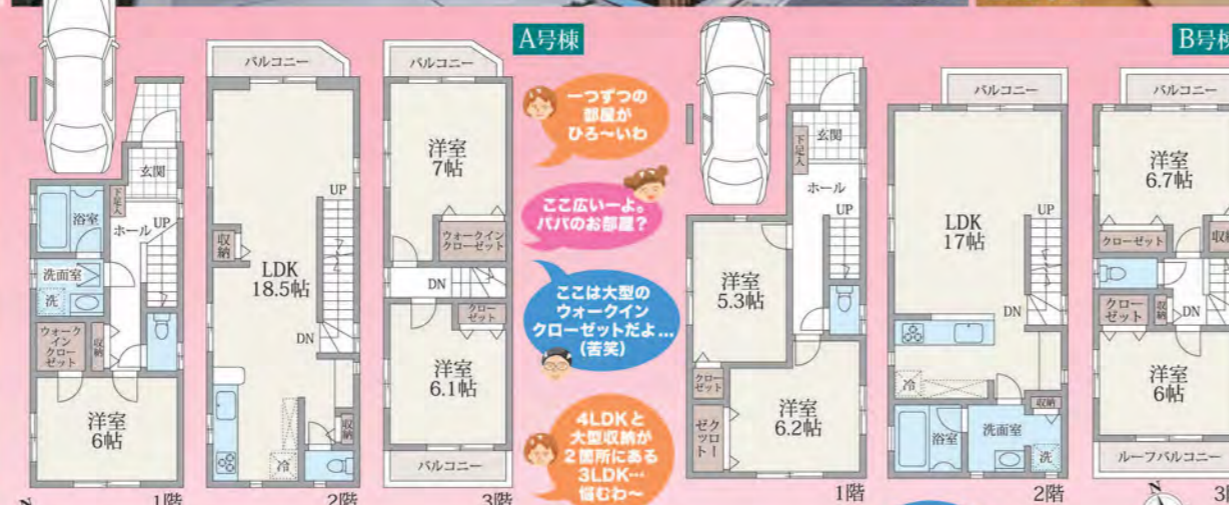 A号棟
バルコニー
バルコニー
一つずつの
部屋が
ひろ〜いわ
ここ広いーよ。
パパのお部屋?
ここは大型の
ウォークイン
クローゼットだよ…
(苦笑)
4LDKと
大型収納が
2箇所にある
3LDK…
悩むわ〜
玄関
下足入
浴室
ホール
UP
洗面室
洗
ウォーク
イン
クロー
ゼット
収納
洋室
6帖
1階
UP
収納
LDK
18.5帖
DN
収納
冷
2階
洋室
7帖
ウォークイン
クローゼット
DN
クロー
ゼット
洋室
6.1帖
バルコニー
3階
B号棟
玄関
下足入
ホール
UP
洋室
5.3帖
クロー
ゼット
クロー
ゼット
洋室
6.2帖
1階
バルコニー
LDK
17帖
UP
DN
冷
収納
浴室
洗面室
洗
2階
バルコニー
洋室
6.7帖
クローゼット
収納
クロー
ゼット
収納
DN
洋室
6帖
ルーフバルコニー
N
3階